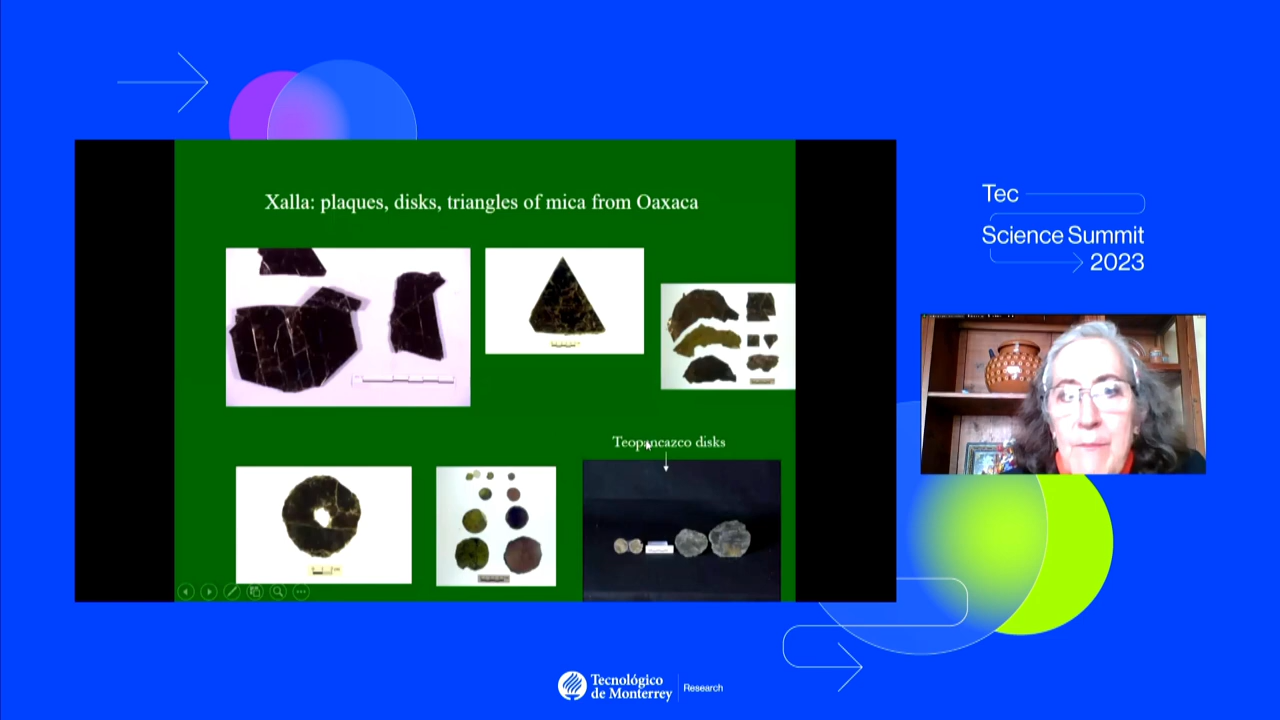 Xalla: plaques, disks, triangles of mica from Oaxaca
Teopancazco disks
Tec
Science Summit
2023
Tecnológico
de Monterrey
Research